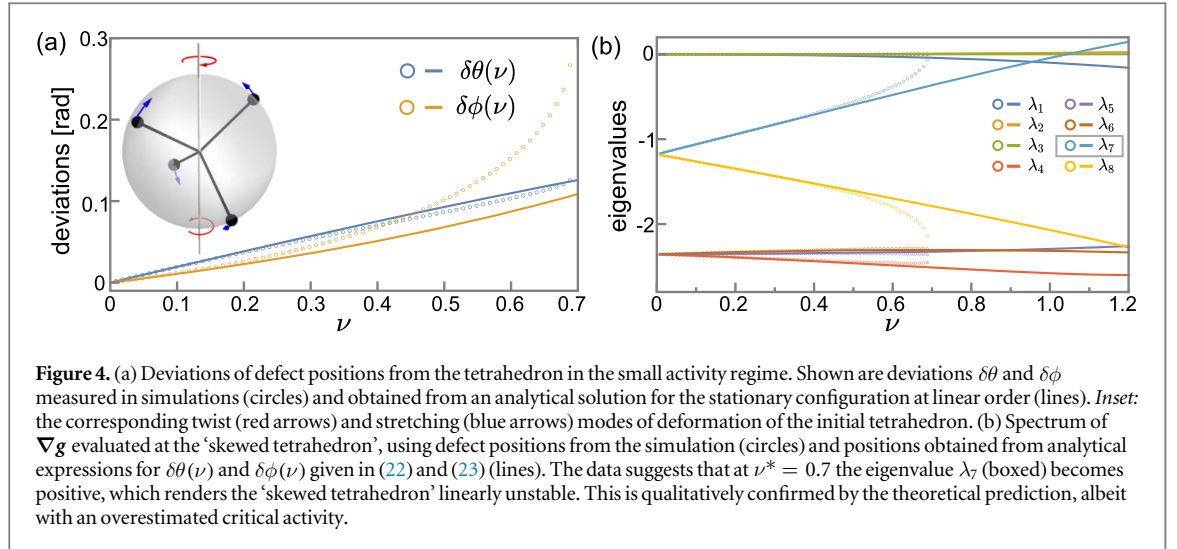 (a)
0.3
0.2
0.1
0
deviations [rad]
δθ(ν)
δϕ(ν)
0 0.1 0.2 0.3 0.4 0.5 0.6 0.7
ν
(b)
0
-1
-2
eigenvalues
λ1 λ5
λ2 λ6
λ3 λ7
λ4 λ8
0 0.2 0.4 0.6 0.8 1.0 1.2
ν
Figure 4. (a) Deviations of defect positions from the tetrahedron in the small activity regime. Shown are deviations δθ and δϕ
measured in simulations (circles) and obtained from an analytical solution for the stationary configuration at linear order (lines). Inset:
the corresponding twist (red arrows) and stretching (blue arrows) modes of deformation of the initial tetrahedron. (b) Spectrum of
∇g evaluated at the ‘skewed tetrahedron’, using defect positions from the simulation (circles) and positions obtained from analytical
expressions for δθ(ν) and δϕ(ν) given in (22) and (23) (lines). The data suggests that at ν* = 0.7 the eigenvalue λ7 (boxed) becomes
positive, which renders the ‘skewed tetrahedron’ linearly unstable. This is qualitatively confirmed by the theoretical prediction, albeit
with an overestimated critical activity.